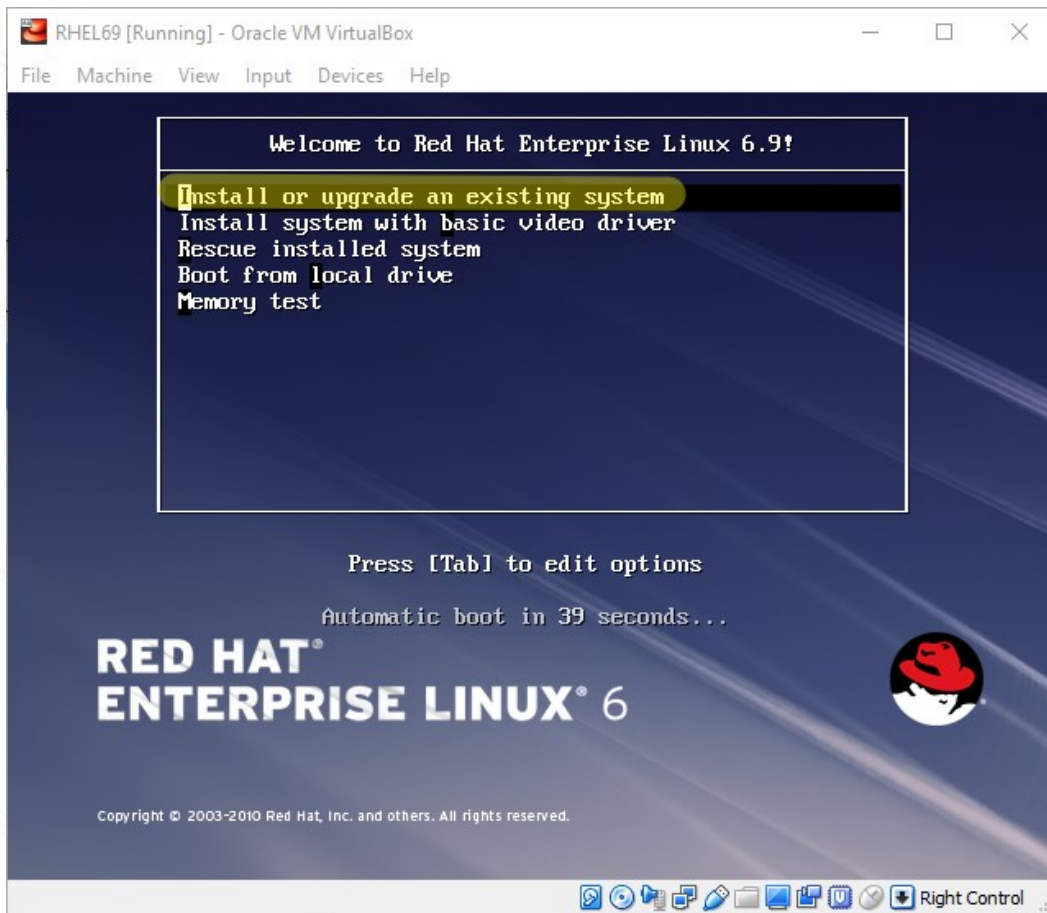 RHEL69 [Running] - Oracle VM VirtualBox
File Machine View Input Devices Help
Welcome to Red Hat Enterprise Linux 6.9!
Install or upgrade an existing system
Install system with basic video driver
Rescue installed system
Boot from local drive
Memory test
Press [Tab] to edit options
Automatic boot in 39 seconds...
RED HAT®
ENTERPRISE LINUX® 6
Copyright © 2003-2010 Red Hat, Inc. and others. All rights reserved.
Right Control